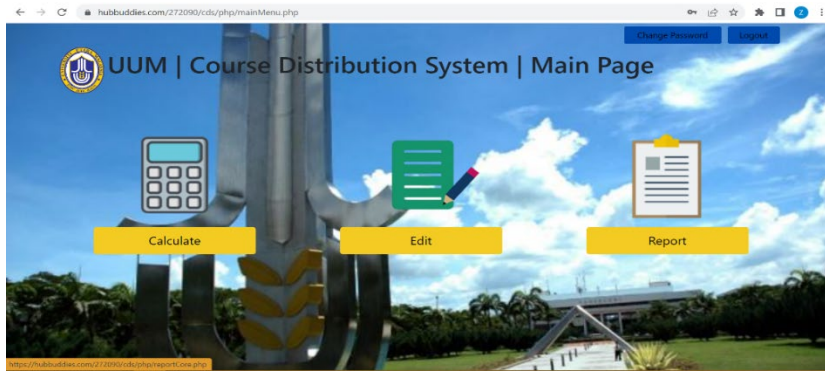 hubbuddies.com/272090/cds/php/mainMenu.php
Z
Change Password Logout
UUM | Course Distribution System | Main Page
Calculate Edit Report
https://hubbuddies.com/272090/cds/php/reportCore.php